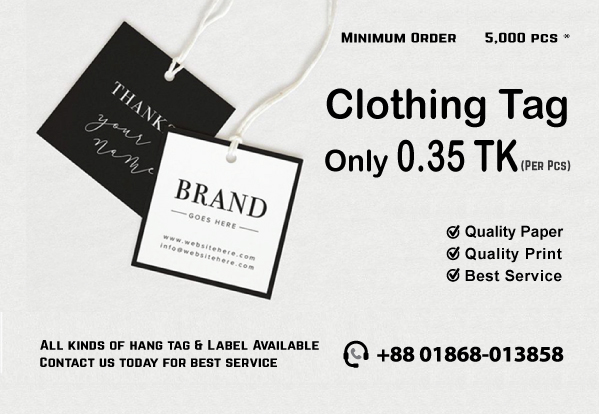 Minimum Order 5,000 pcs *
Clothing Tag
Only 0.35 TK (Per Pcs)
THANKS
your
name
BRAND
GOES HERE
www.websitehere.com
info@websitehere.com
Quality Paper
Quality Print
Best Service
All kinds of hang tag & Label Available
Contact us today for best service
+88 01868-013858